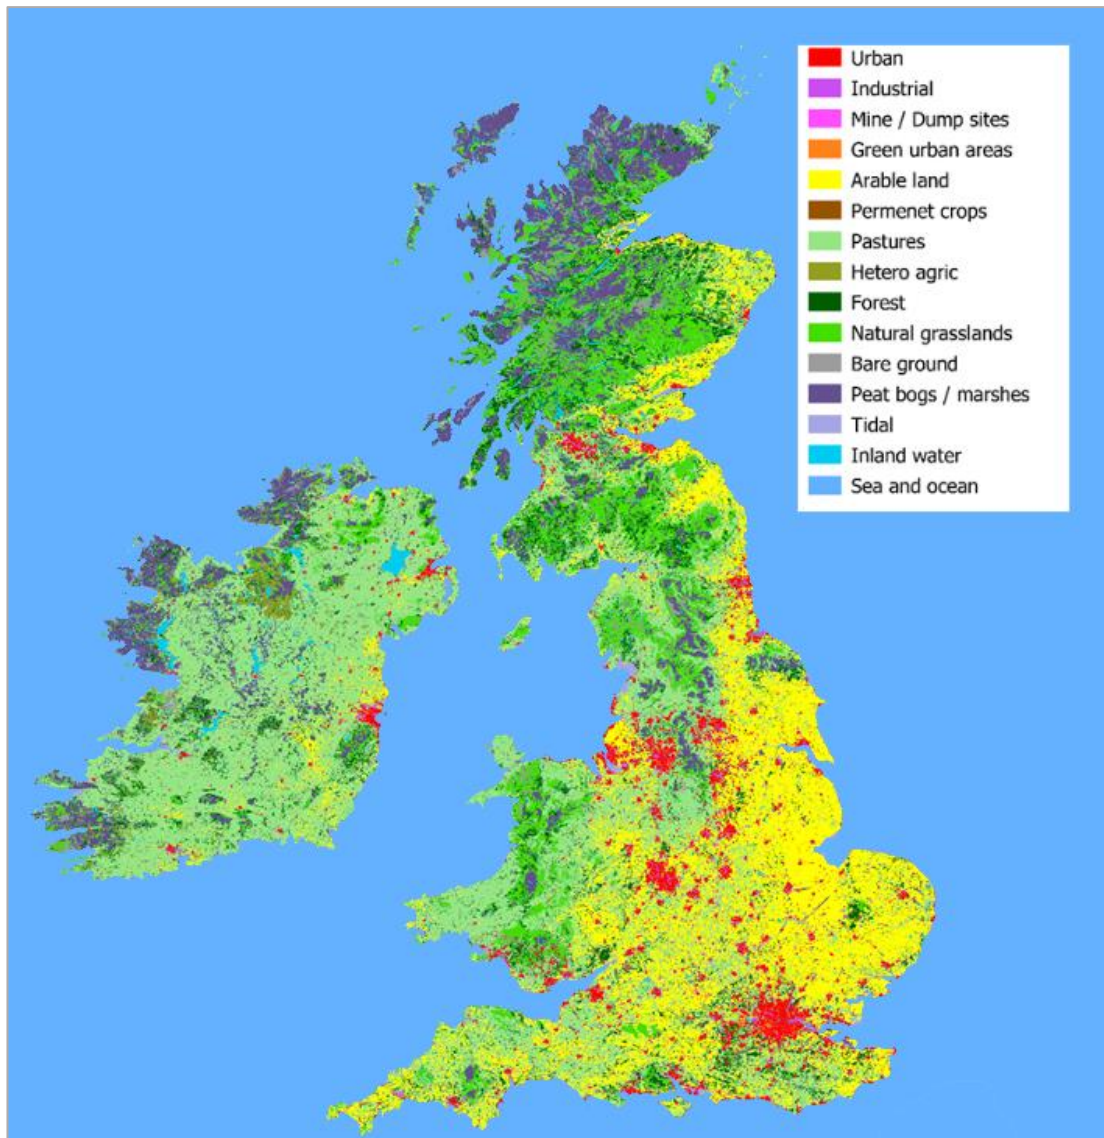 Urban
Industrial
Mine / Dump sites
Green urban areas
Arable land
Permenet crops
Pastures
Hetero agric
Forest
Natural grasslands
Bare ground
Peat bogs / marshes
Tidal
Inland water
Sea and ocean